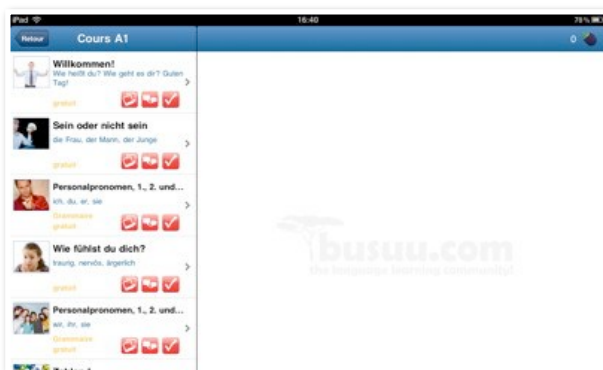 iPad
16:40
79 %
Retour
Cours A1
0
Willkommen!
Wie heißt du? Wie geht es dir? Guten
Tag!
gratuit
Sein oder nicht sein
die Frau, der Mann, der Junge
gratuit
Personalpronomen, 1., 2. und...
ich, du, er, sie
Grammaire
gratuit
Wie fühlst du dich?
traurig, nervös, ärgerlich
gratuit
Personalpronomen, 1., 2. und...
wir, ihr, sie
Grammaire
gratuit
busuu.com
the language learning community!